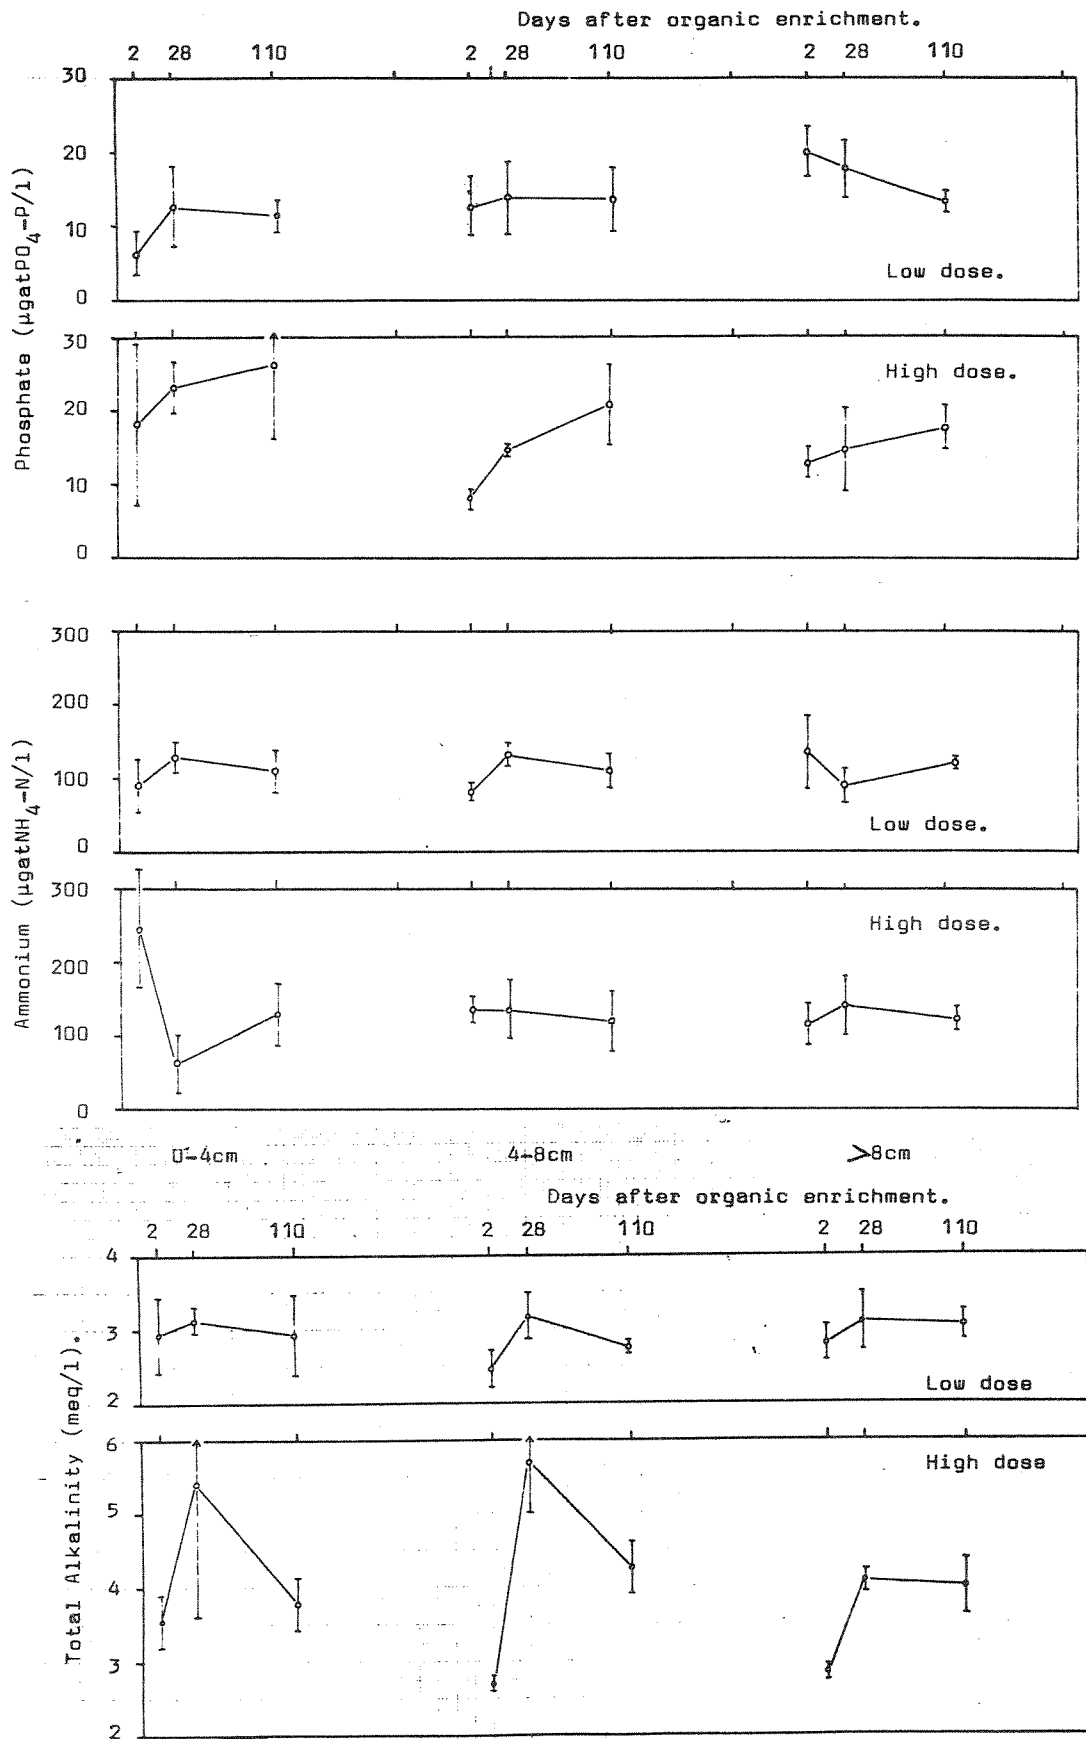 Days after organic enrichment.
2 28 110 2 28 110 2 28 110
Phosphate (µgatPO4-P/l)
30
20
10
0
Low dose.
30
20
10
0
High dose.
Ammonium (µgatNH4-N/l)
300
200
100
0
Low dose.
300
200
100
0
High dose.
0-4cm 4-8cm >8cm
Days after organic enrichment.
2 28 110 2 28 110 2 28 110
Total Alkalinity (meq/l).
4
3
2
Low dose
6
5
4
3
2
High dose